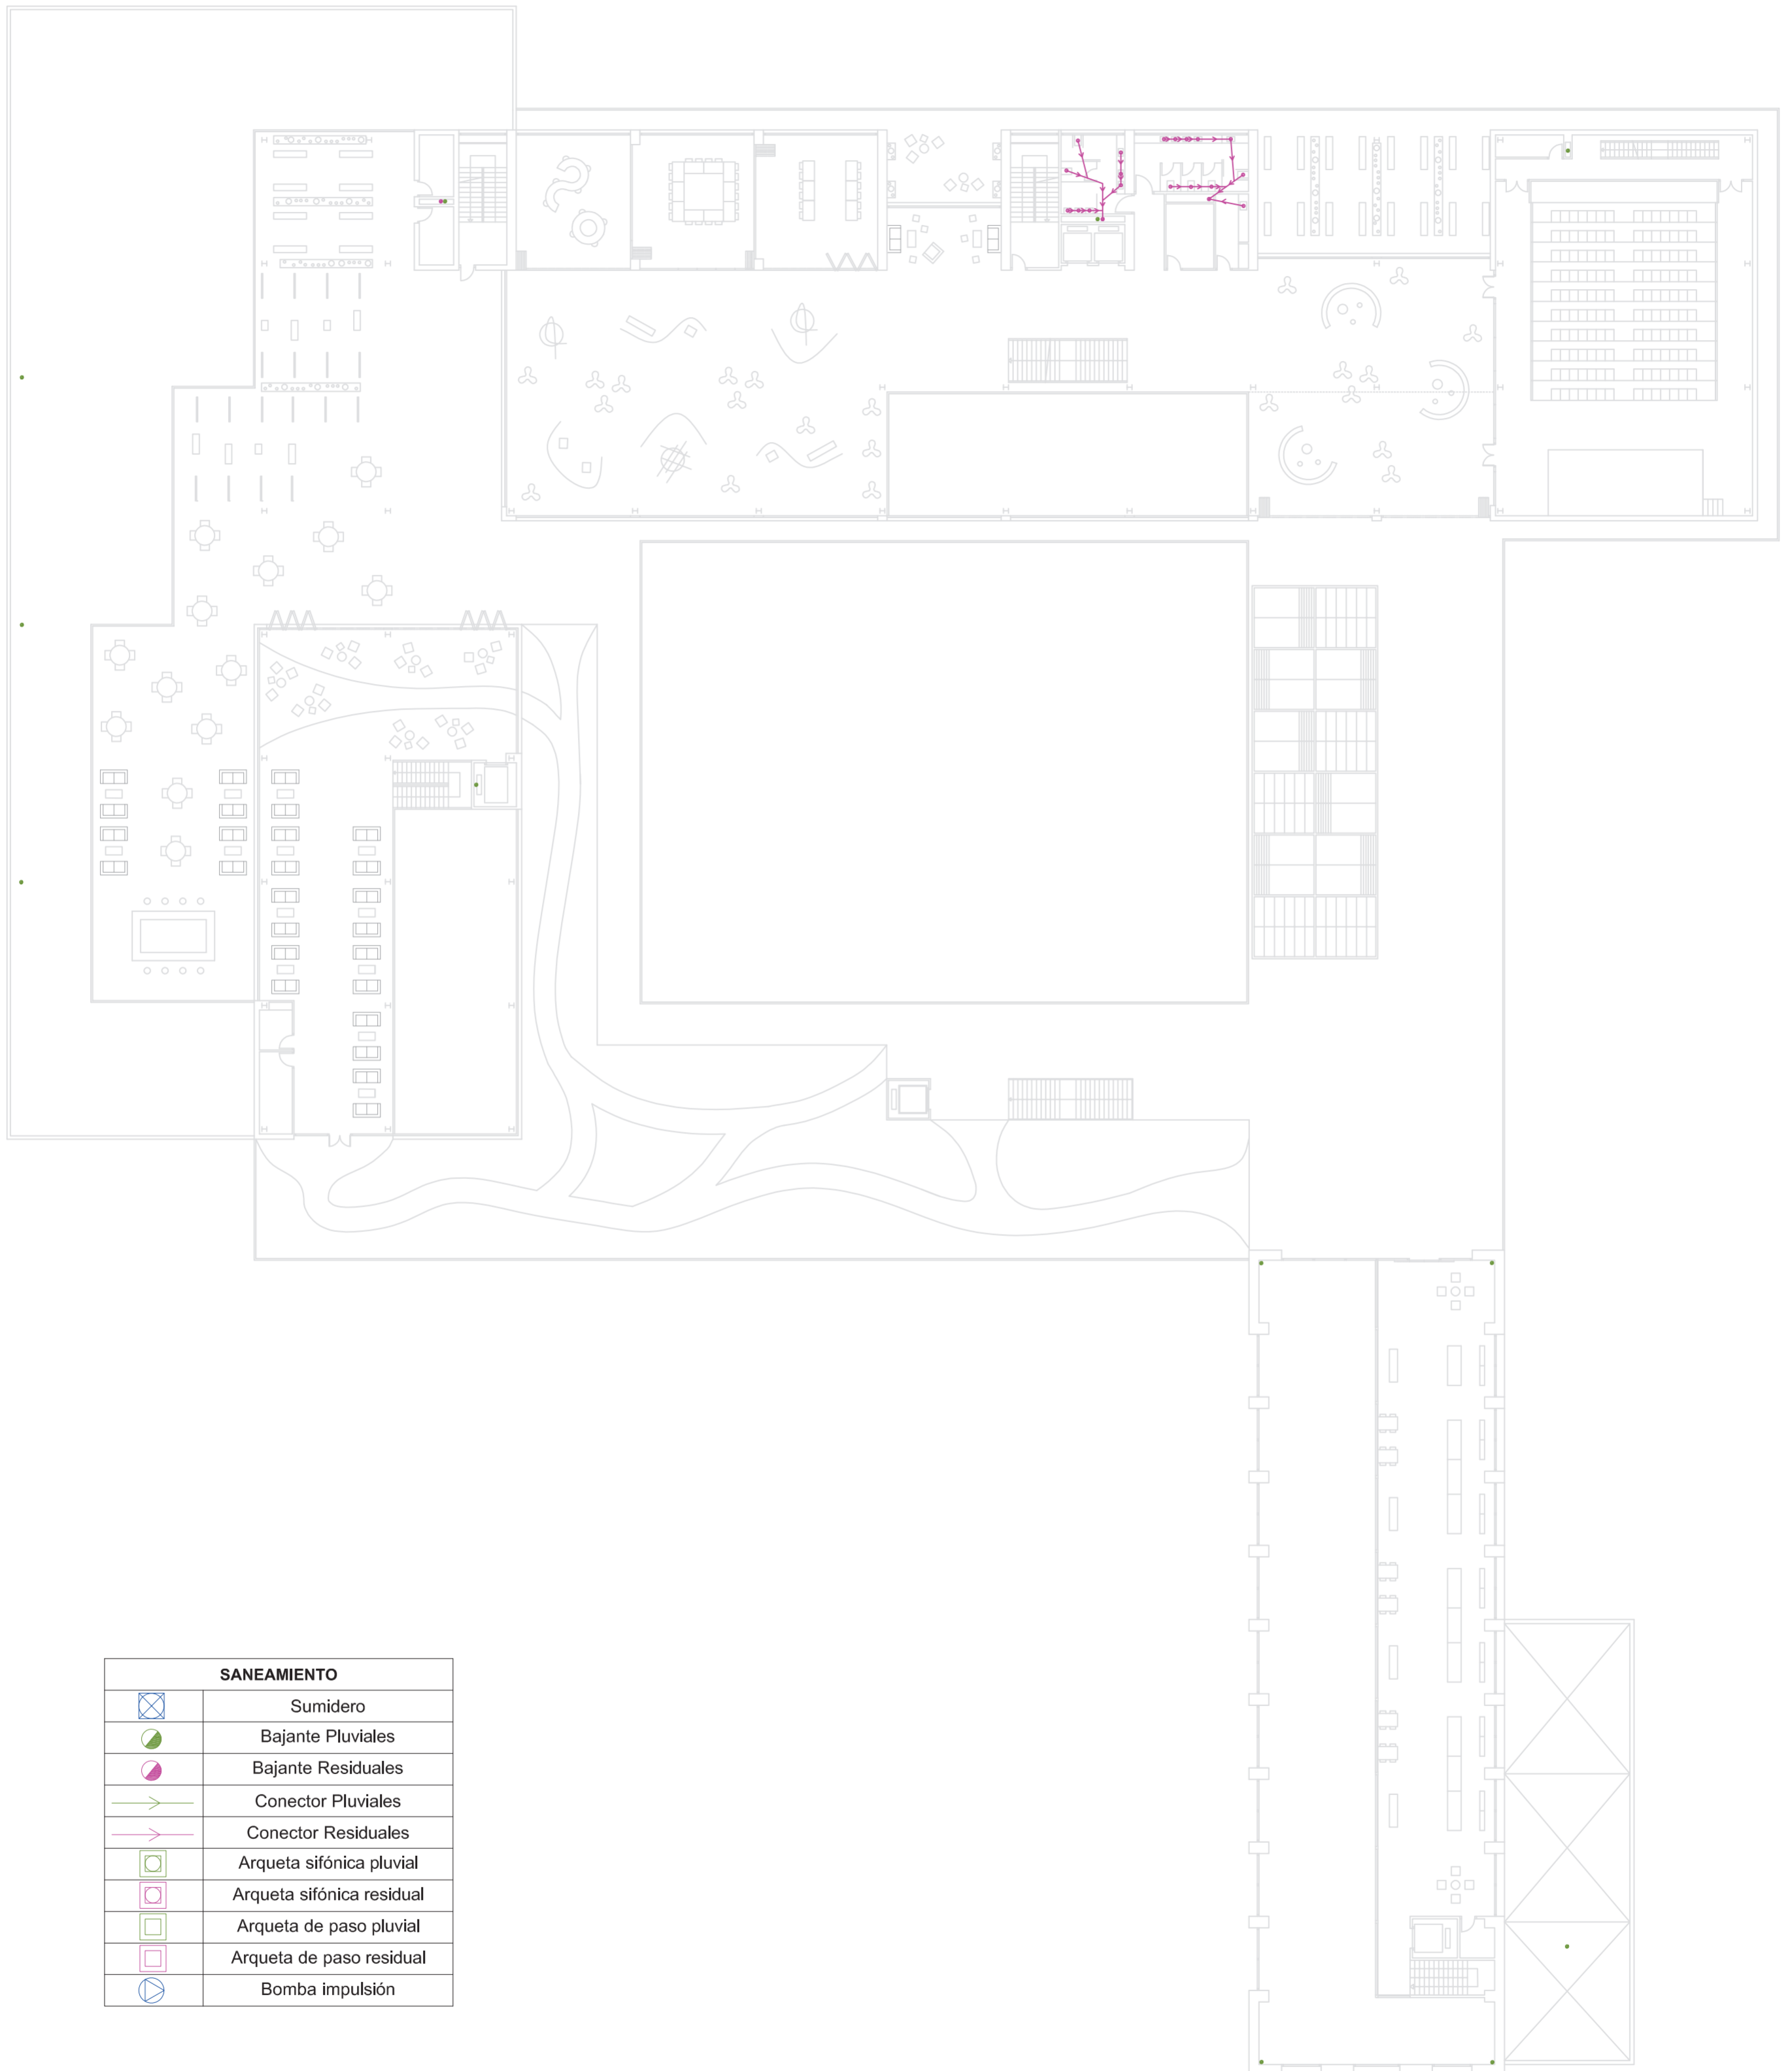 SANEAMIENTO
Sumidero
Bajante Pluviales
Bajante Residuales
Conector Pluviales
Conector Residuales
Arqueta sifónica pluvial
Arqueta sifónica residual
Arqueta de paso pluvial
Arqueta de paso residual
Bomba impulsión